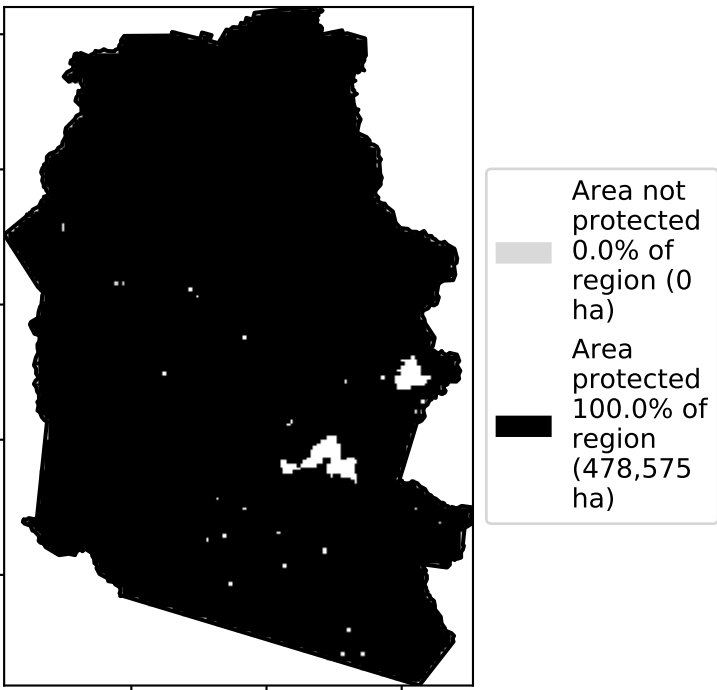 Area not
protected
0.0% of
region (0
ha)
Area
protected
100.0% of
region
(478,575
ha)